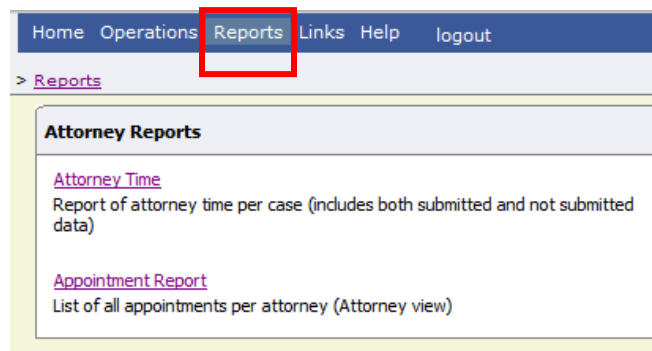 Home Operations Reports Links Help logout
> Reports
Attorney Reports
Attorney Time
Report of attorney time per case (includes both submitted and not submitted
data)
Appointment Report
List of all appointments per attorney (Attorney view)